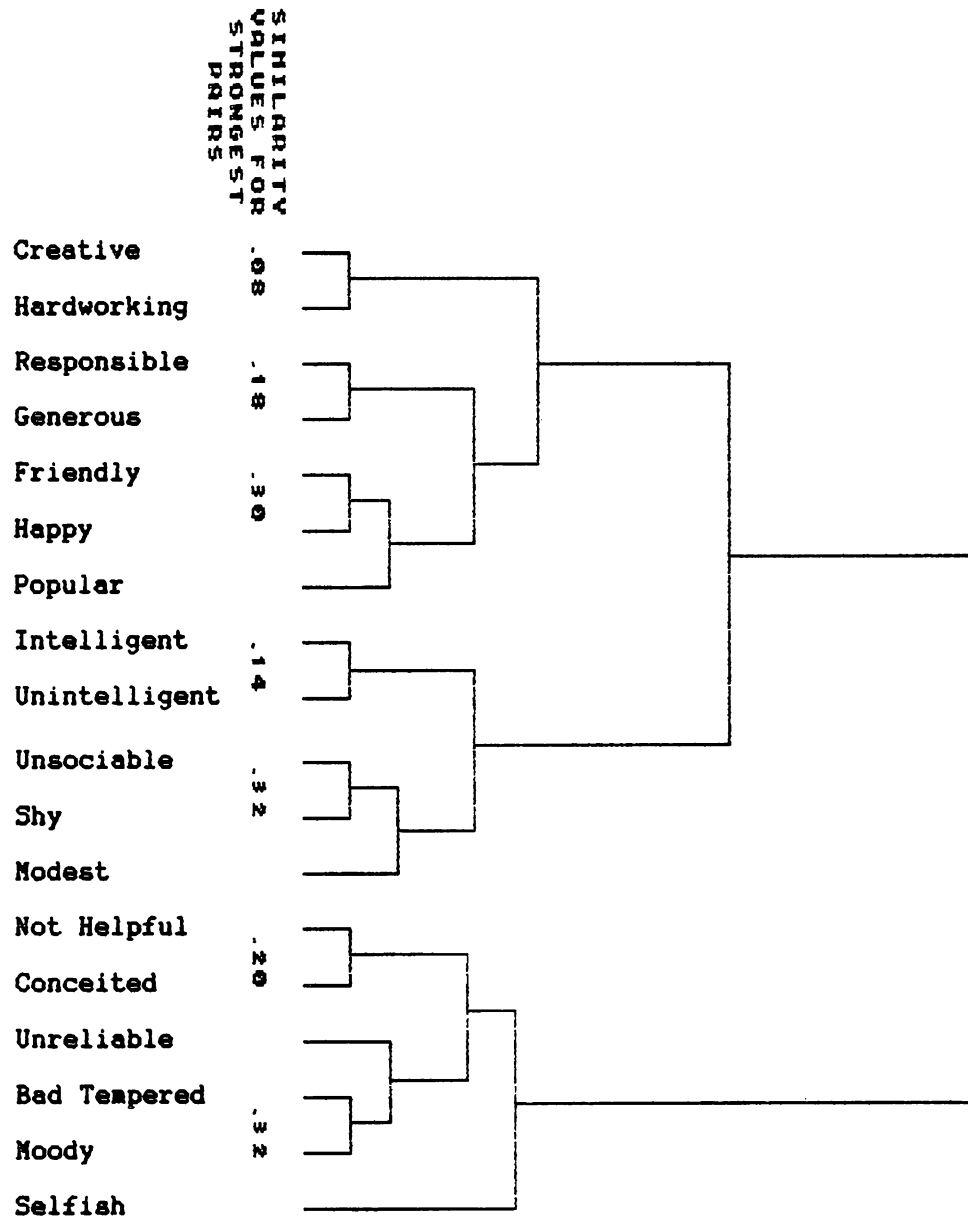 SIMILARITY
VALUES FOR
STRONGEST
PAIRS
Creative
.08
Hardworking
Responsible
.18
Generous
Friendly
.30
Happy
Popular
Intelligent
.14
Unintelligent
Unsociable
.32
Shy
Modest
Not Helpful
.20
Conceited
Unreliable
Bad Tempered
.32
Moody
Selfish